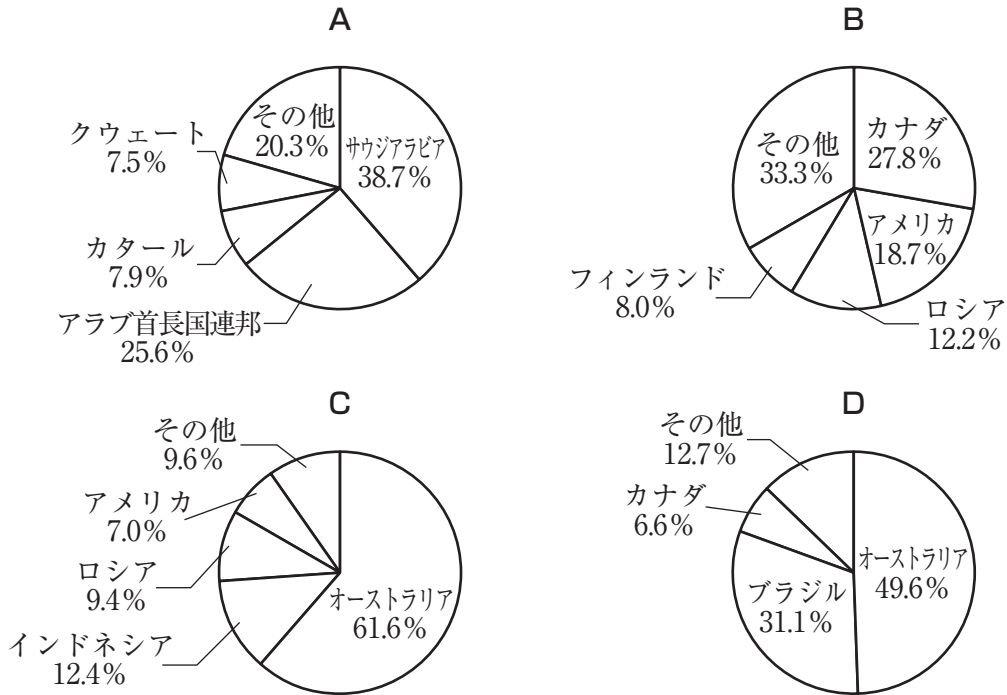 A
その他
20.3%
サウジアラビア
38.7%
クウェート
7.5%
カタール
7.9%
アラブ首長国連邦
25.6%
B
その他
33.3%
カナダ
27.8%
アメリカ
18.7%
フィンランド
8.0%
ロシア
12.2%
C
その他
9.6%
アメリカ
7.0%
ロシア
9.4%
オーストラリア
61.6%
インドネシア
12.4%
D
その他
12.7%
カナダ
6.6%
オーストラリア
49.6%
ブラジル
31.1%